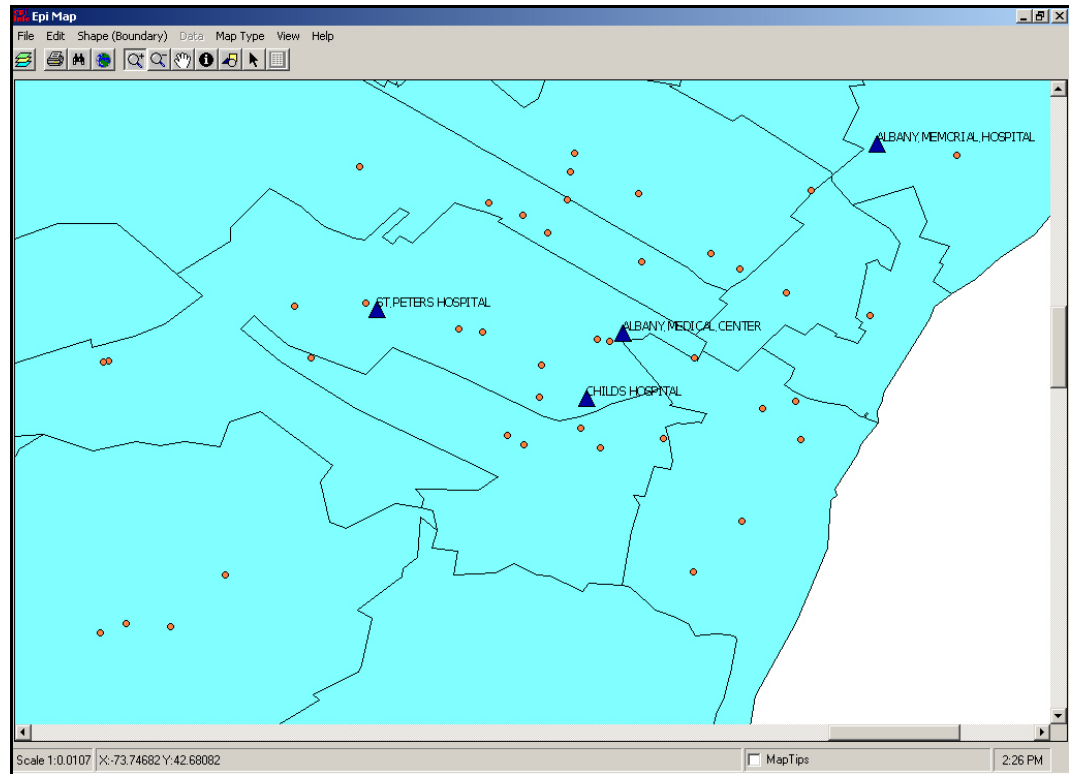 Epi Map
File Edit Shape (Boundary) Data Map Type View Help
ALBANY, MEMCRIAL, HOSPITAL
ST, PETERS HOSPITAL
ALBANY, MEDICAL, CENTER
CHILDS HOSPITAL
Scale 1:0.0107 X:-73.74682 Y:42.68082 MapTips 2:26 PM